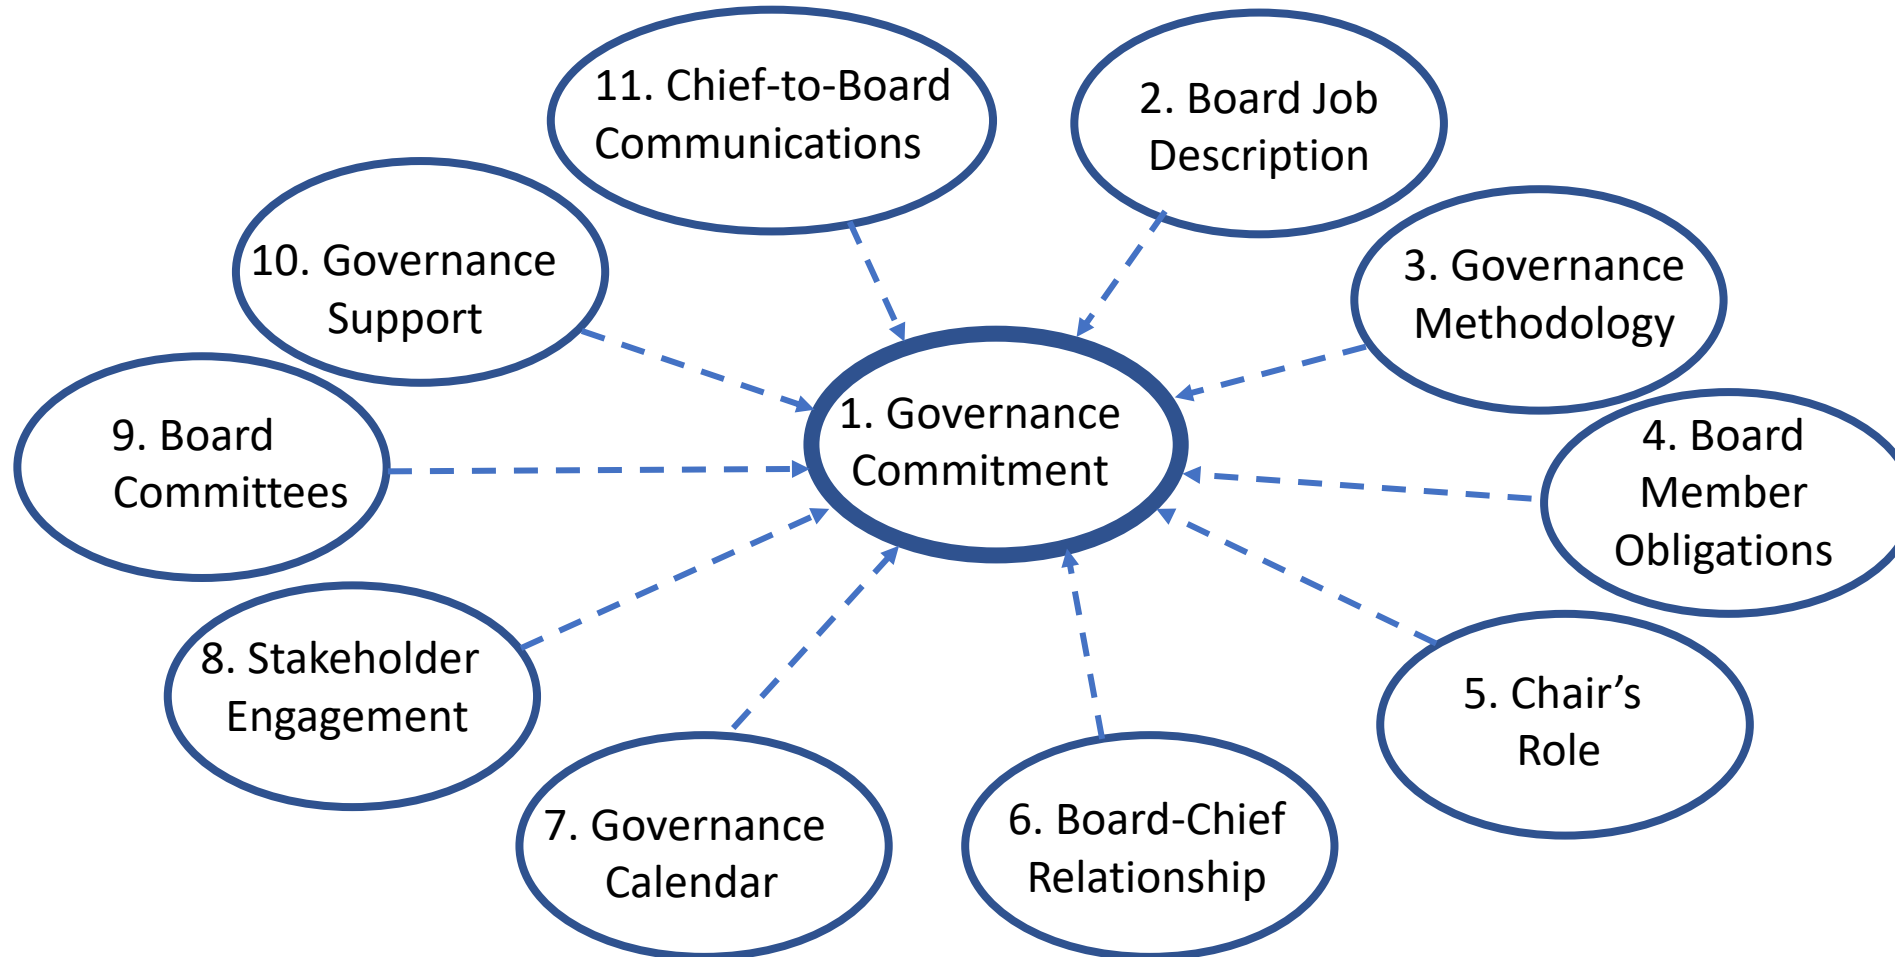 1. Governance
Commitment
2. Board Job
Description
3. Governance
Methodology
4. Board
Member
Obligations
5. Chair’s
Role
6. Board-Chief
Relationship
7. Governance
Calendar
8. Stakeholder
Engagement
9. Board
Committees
10. Governance
Support
11. Chief-to-Board
Communications